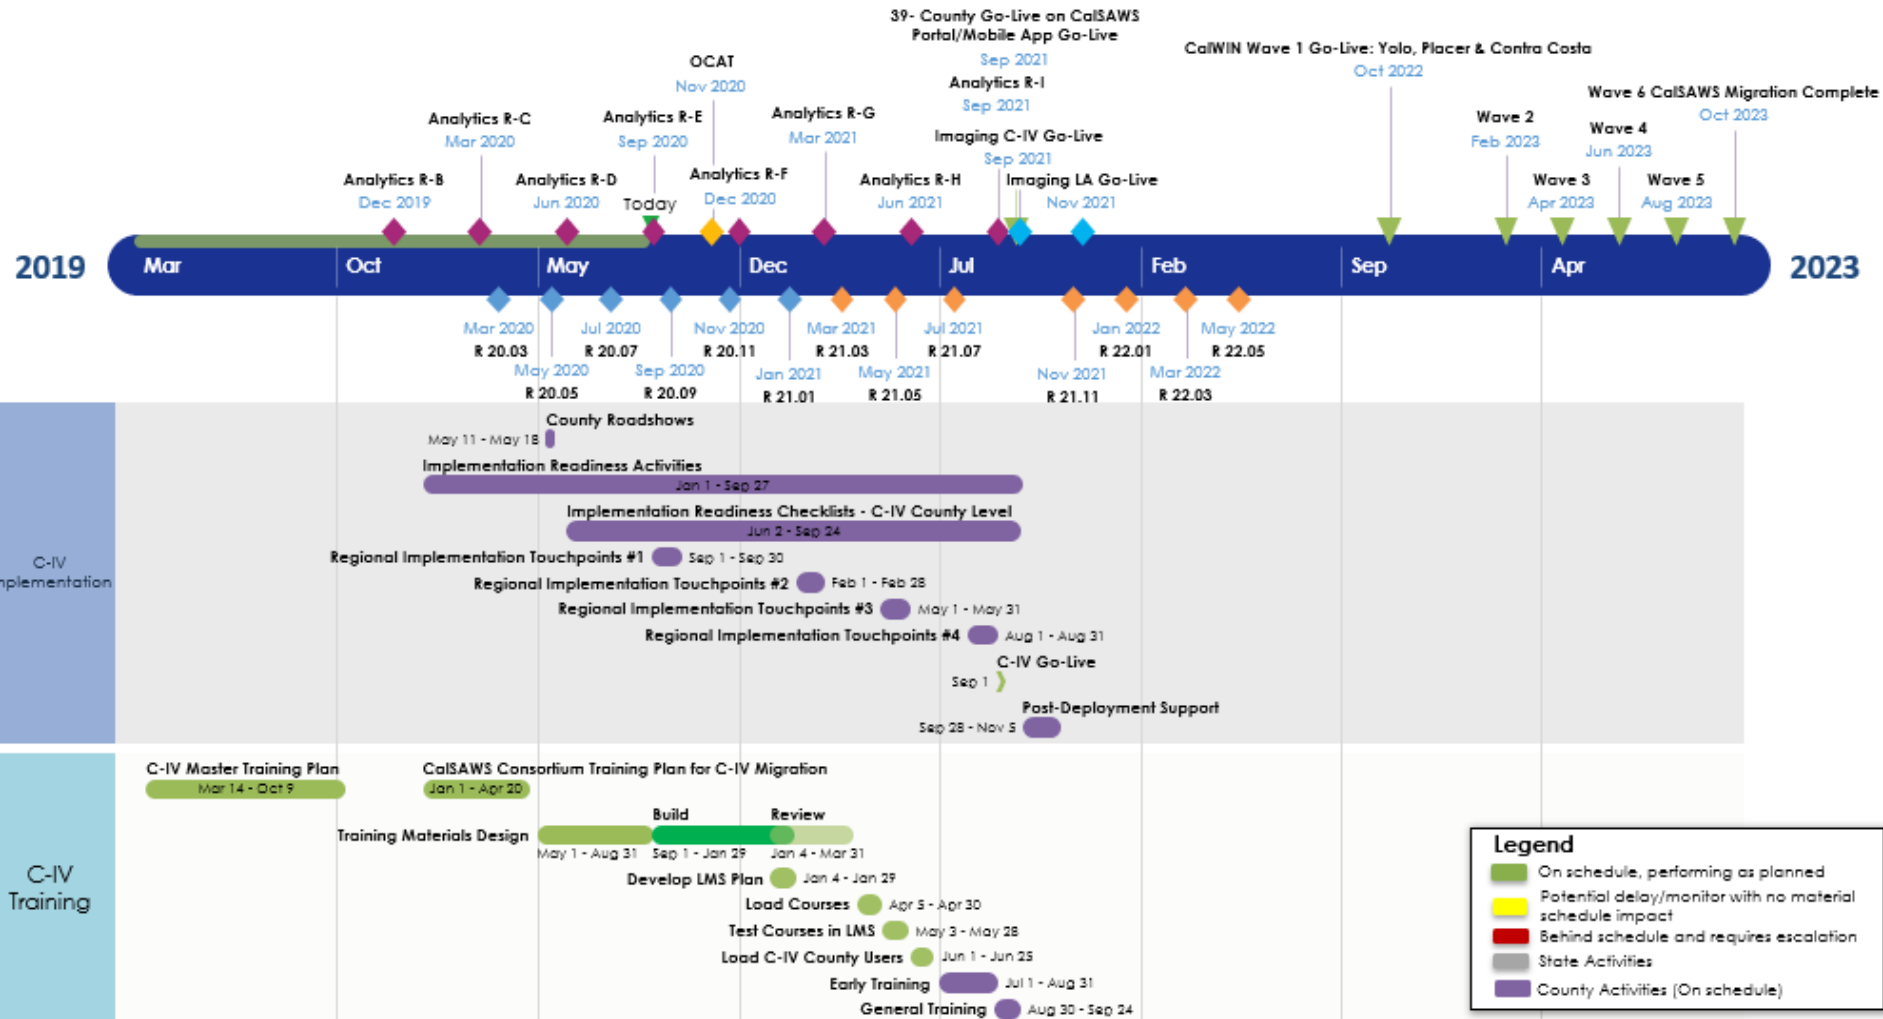 39- County Go-Live on CalSAWS
Portal/Mobile App Go-Live
Sep 2021
Analytics R-I
Sep 2021
Imaging C-IV Go-Live
Sep 2021
Imaging LA Go-Live
Nov 2021
OCAT
Nov 2020
Analytics R-B
Dec 2019
Analytics R-C
Mar 2020
Analytics R-D
Jun 2020
Analytics R-E
Sep 2020
Today
Analytics R-F
Dec 2020
Analytics R-G
Mar 2021
Analytics R-H
Jun 2021
CalWIN Wave 1 Go-Live: Yolo, Placer & Contra Costa
Oct 2022
Wave 2
Feb 2023
Wave 3
Apr 2023
Wave 4
Jun 2023
Wave 5
Aug 2023
Wave 6 CalSAWS Migration Complete
Oct 2023
2019
Mar
Oct
May
Dec
Jul
Feb
Sep
Apr
2023
Mar 2020
R 20.03
May 2020
R 20.05
Jul 2020
R 20.07
Sep 2020
R 20.09
Nov 2020
R 20.11
Jan 2021
R 21.01
Mar 2021
R 21.03
May 2021
R 21.05
Jul 2021
R 21.07
Nov 2021
R 21.11
Jan 2022
R 22.01
Mar 2022
R 22.03
May 2022
R 22.05
C-IV
mplementation
County Roadshows
May 11 - May 18
Implementation Readiness Activities
Jan 1 - Sep 27
Implementation Readiness Checklists - C-IV County Level
Jun 2 - Sep 24
Regional Implementation Touchpoints #1 Sep 1 - Sep 30
Regional Implementation Touchpoints #2 Feb 1 - Feb 28
Regional Implementation Touchpoints #3 May 1 - May 31
Regional Implementation Touchpoints #4 Aug 1 - Aug 31
C-IV Go-Live
Sep 1
Post-Deployment Support
Sep 28 - Nov 5
C-IV
Training
C-IV Master Training Plan
Mar 14 - Oct 9
CalSAWS Consortium Training Plan for C-IV Migration
Jan 1 - Apr 20
Build Review
Training Materials Design
May 1 - Aug 31 Sep 1 - Jan 29 Jan 4 - Mar 31
Develop LMS Plan Jan 4 - Jan 29
Load Courses Apr 5 - Apr 30
Test Courses in LMS May 3 - May 28
Load C-IV County Users Jun 1 - Jun 25
Early Training Jul 1 - Aug 31
General Training Aug 30 - Sep 24
Legend
On schedule, performing as planned
Potential delay/monitor with no material
schedule impact
Behind schedule and requires escalation
State Activities
County Activities (On schedule)